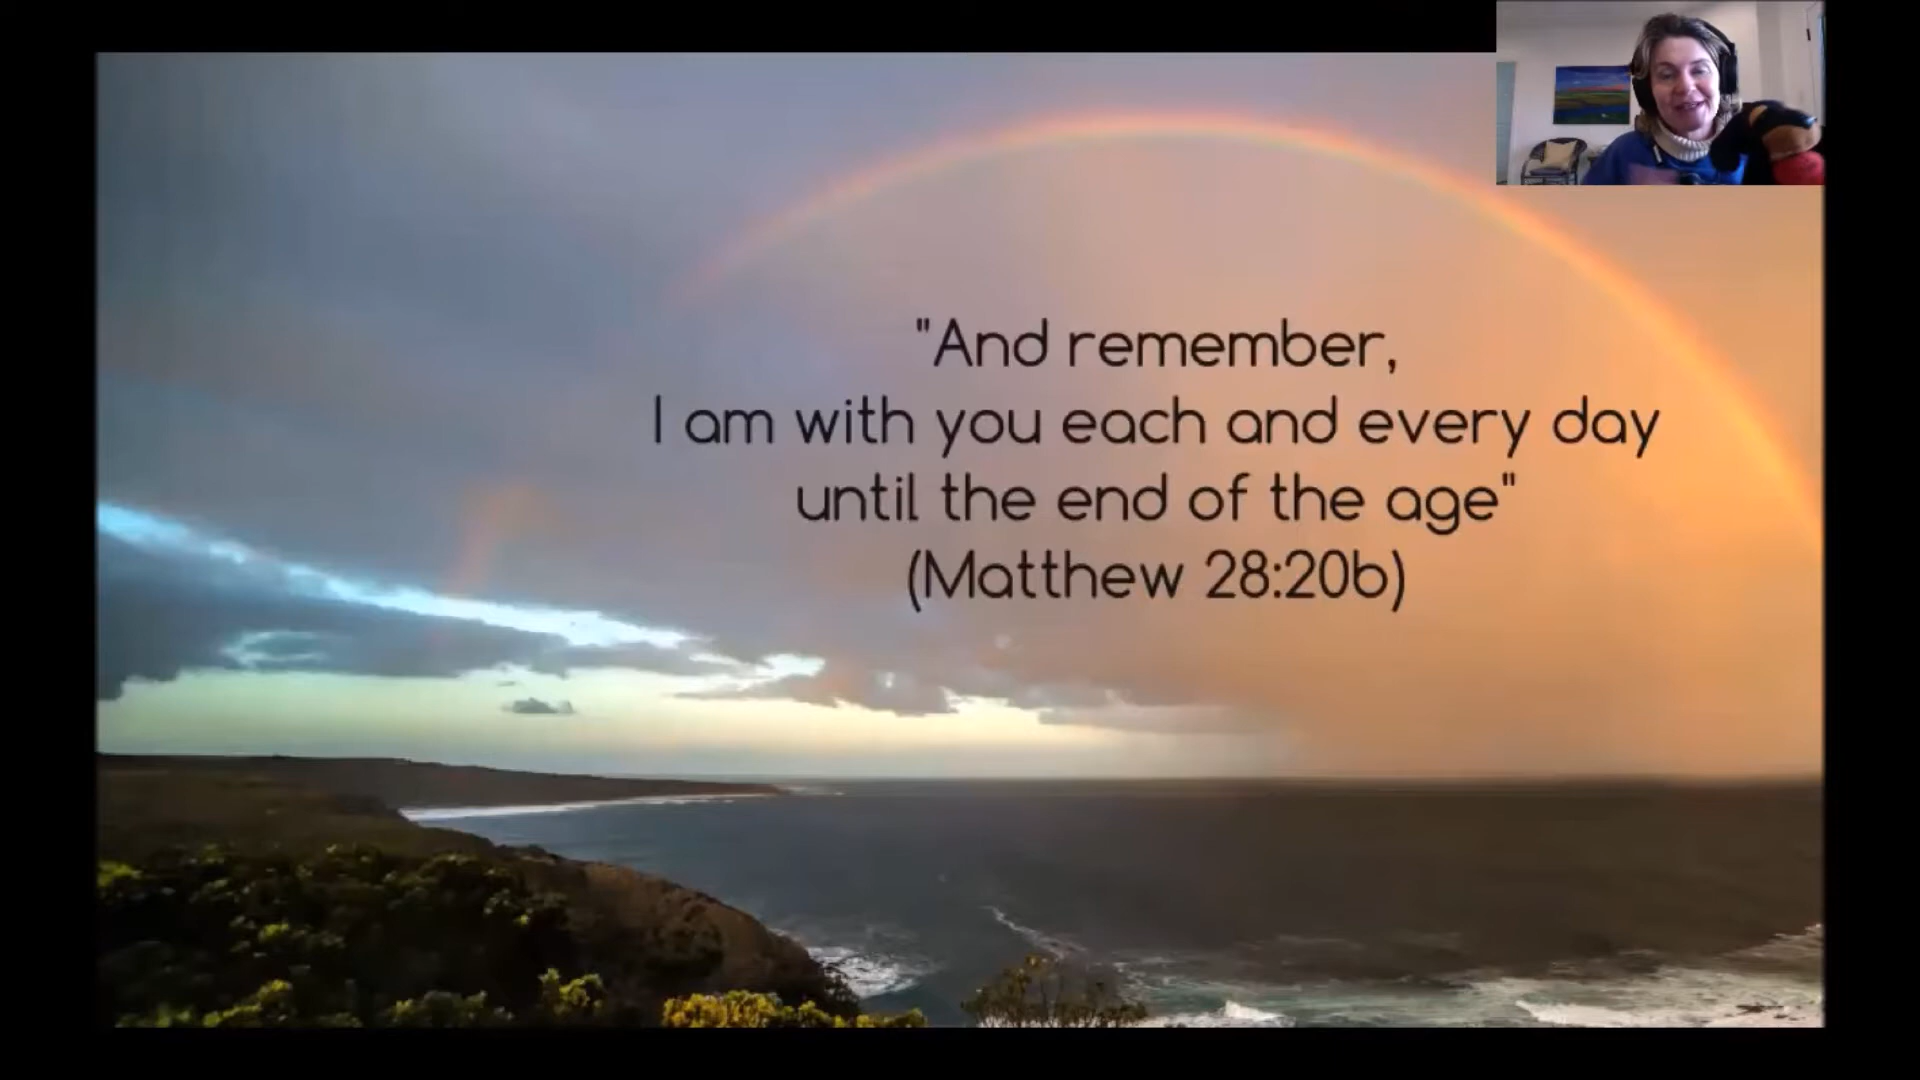 "And remember,
I am with you each and every day
until the end of the age"
(Matthew 28:20b)